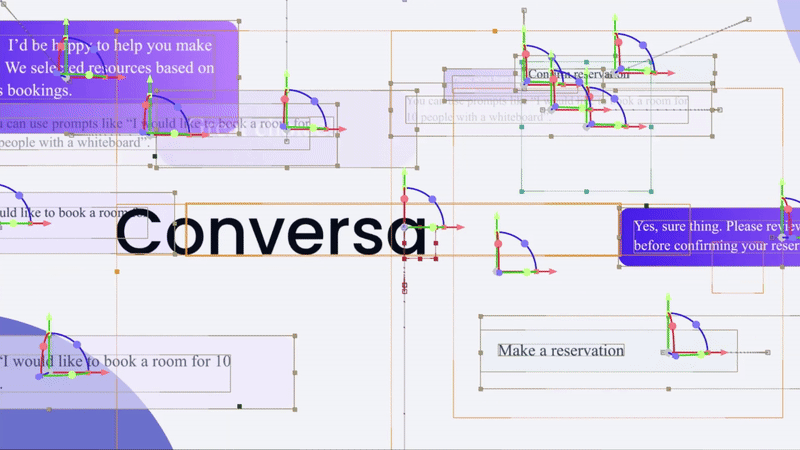 I'd be happy to help you make
We selected resources based on
s bookings.
Confirm reservation
You can use prompts like "I would like to book a room for
10 people with a whiteboard".
can use prompts like "I would like to book a room for
people with a whiteboard".
uld like to book a room for
Conversa
Yes, sure thing. Please review
before confirming your reser
"I would like to book a room for 10
Make a reservation